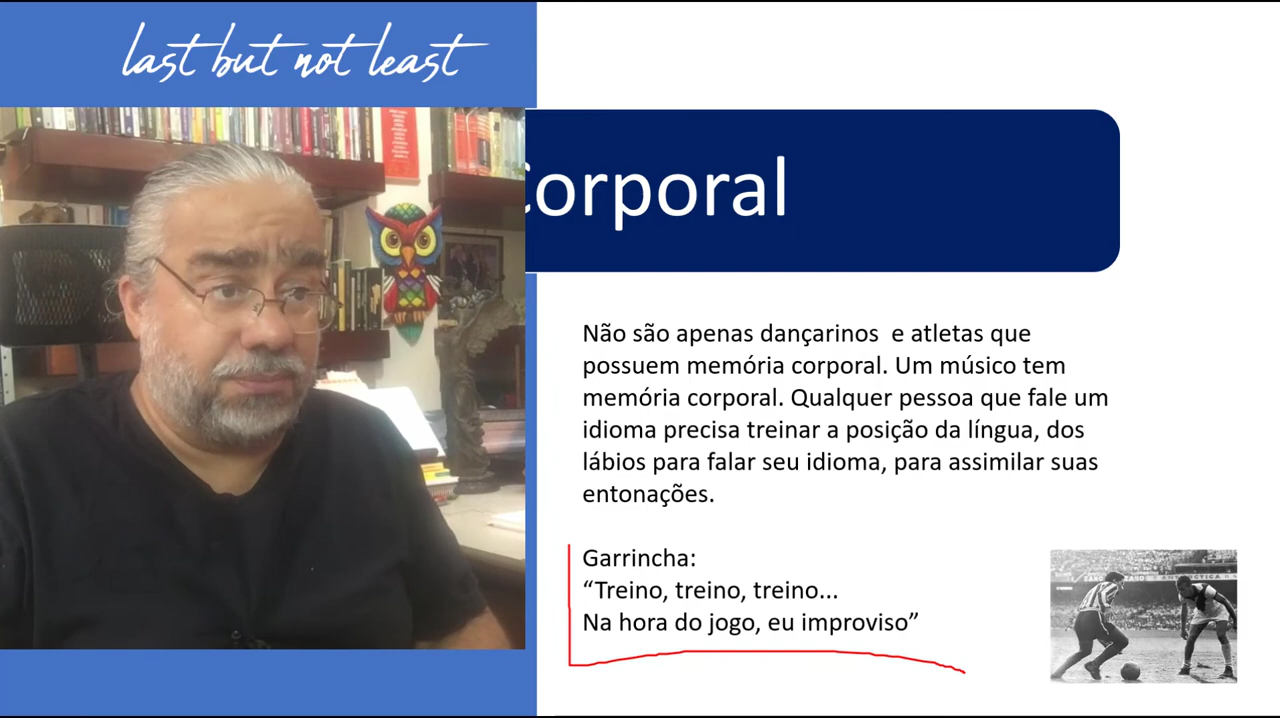 last but not least
corporal
Não são apenas dançarinos e atletas que
possuem memória corporal. Um músico tem
memória corporal. Qualquer pessoa que fale um
idioma precisa treinar a posição da língua, dos
lábios para falar seu idioma, para assimilar suas
entonações.
Garrincha:
“Treino, treino, treino...
Na hora do jogo, eu improviso”